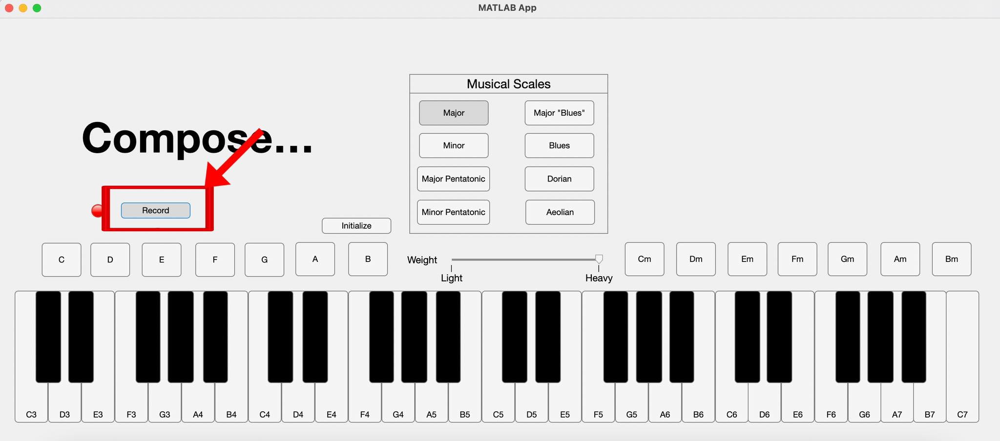 MATLAB App
Musical Scales
Major
Major "Blues"
Compose...
Minor
Blues
Major Pentatonic
Dorian
Record
Minor Pentatonic
Aeolian
Initialize
C D E F G A B
Weight
Light Heavy
Cm Dm Em Fm Gm Am Bm
C3 D3 E3 F3 G3 A4 B4 C4 D4 E4 F4 G4 A5 B5 C5 D5 E5 F5 G5 A6 B6 C6 D6 E6 F6 G6 A7 B7 C7